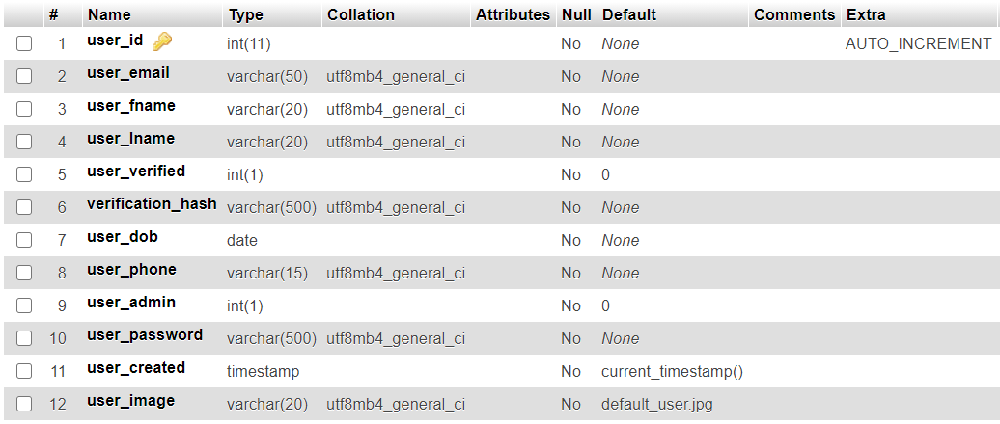 # Name Type Collation Attributes Null Default Comments Extra
1 user_id int(11) No None AUTO_INCREMENT
2 user_email varchar(50) utf8mb4_general_ci No None
3 user_fname varchar(20) utf8mb4_general_ci No None
4 user_lname varchar(20) utf8mb4_general_ci No None
5 user_verified int(1) No 0
6 verification_hash varchar(500) utf8mb4_general_ci No None
7 user_dob date No None
8 user_phone varchar(15) utf8mb4_general_ci No None
9 user_admin int(1) No 0
10 user_password varchar(500) utf8mb4_general_ci No None
11 user_created timestamp No current_timestamp()
12 user_image varchar(20) utf8mb4_general_ci No default_user.jpg